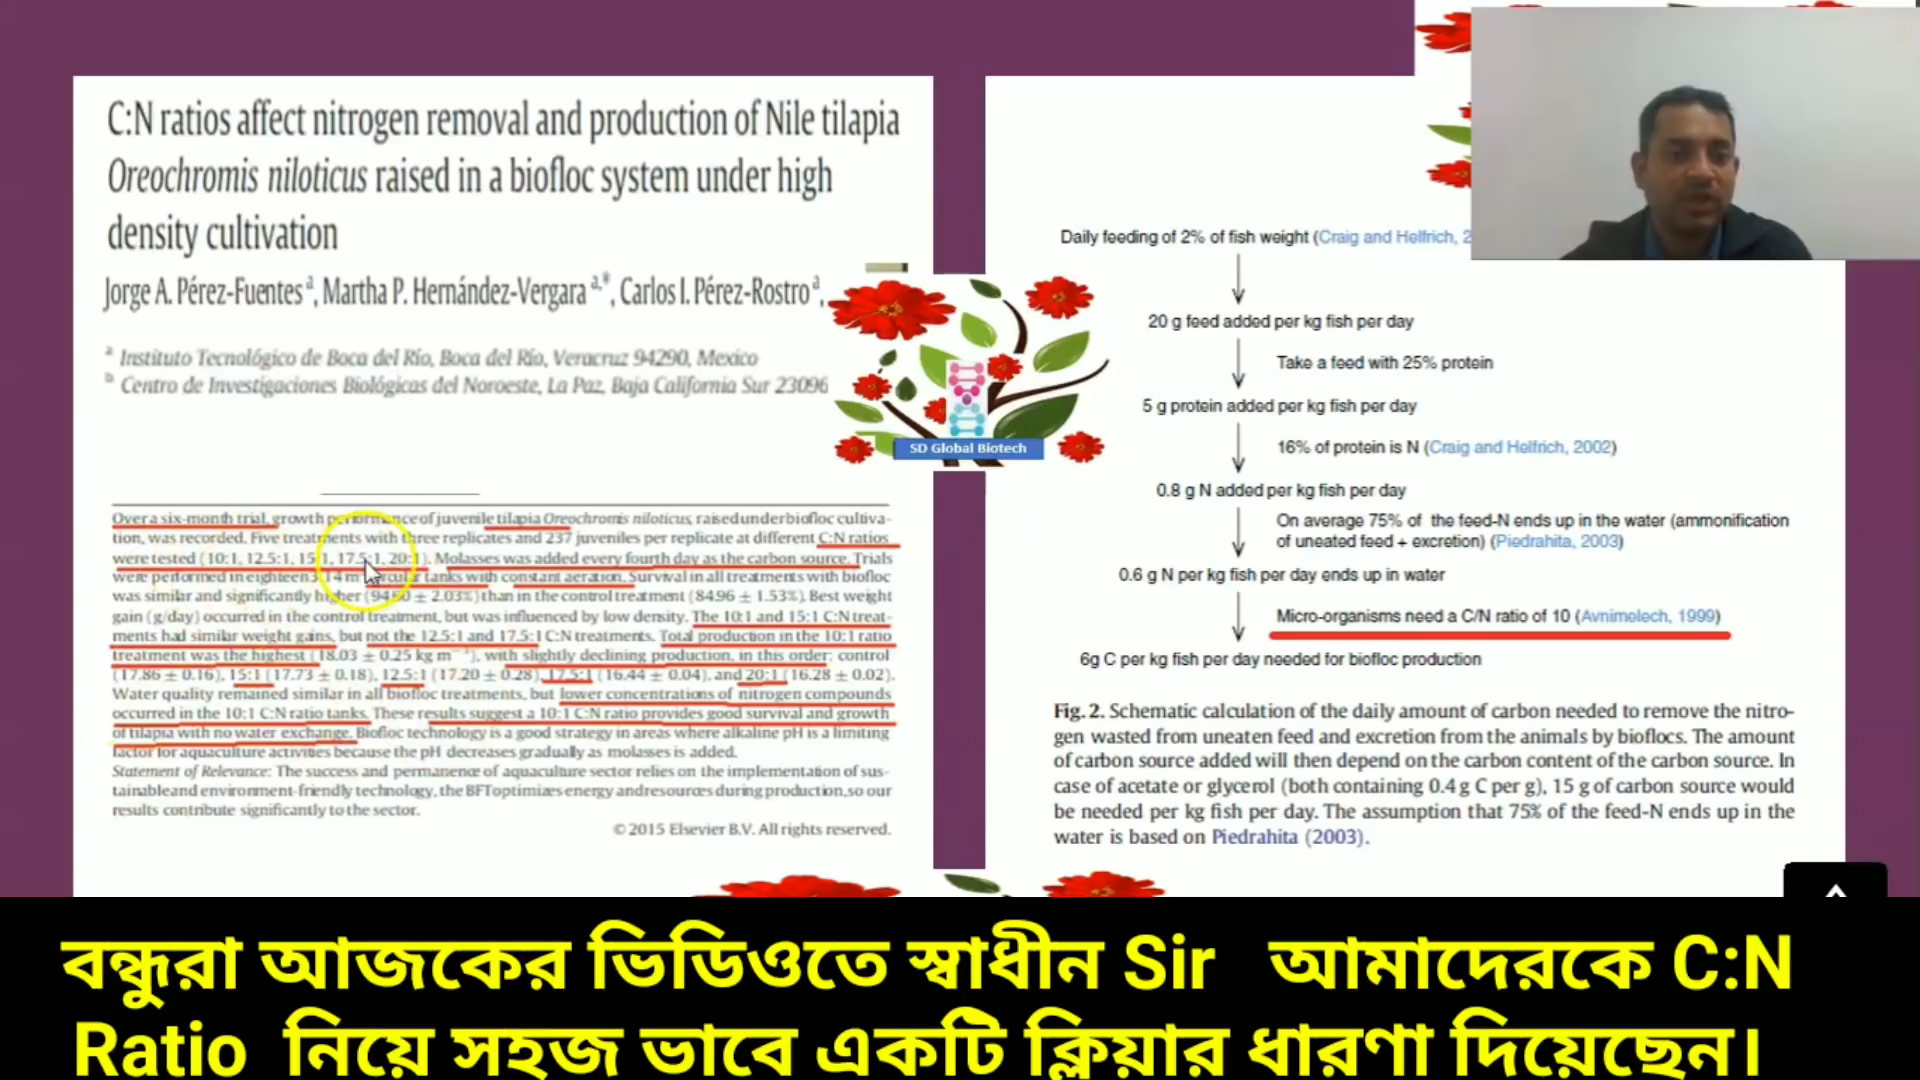 C:N ratios affect nitrogen removal and production of Nile tilapia
Oreochromis niloticus raised in a biofloc system under high
density cultivation
Jorge A. Pérez-Fuentes a, Martha P. Hernández-Vergara a,*, Carlos I. Pérez-Rostro a,
a Instituto Tecnológico de Boca del Río, Boca del Río, Veracruz 94290, Mexico
b Centro de Investigaciones Biológicas del Noroeste, La Paz, Baja California Sur 23096
Over a six-month trial, growth performance of juvenile tilapia Oreochromis niloticus, raised under biofloc cultiva-
tion, was recorded. Five treatments with three replicates and 237 juveniles per replicate at different C:N ratios
were tested (10:1, 12.5:1, 15:1, 17.5:1, 20:1). Molasses was added every fourth day as the carbon source. Trials
were performed in eighteen 3.14 m circular tanks with constant aeration. Survival in all treatments with biofloc
was similar and significantly higher (94.60 ± 2.03%) than in the control treatment (84.96 ± 1.53%). Best weight
gain (g/day) occurred in the control treatment, but was influenced by low density. The 10:1 and 15:1 C:N treat-
ments had similar weight gains, but not the 12.5:1 and 17.5:1 C:N treatments. Total production in the 10:1 ratio
treatment was the highest (18.03 ± 0.25 kg m⁻³), with slightly declining production, in this order: control
(17.86 ± 0.16), 15:1 (17.73 ± 0.18), 12.5:1 (17.20 ± 0.28), 17.5:1 (16.44 ± 0.04), and 20:1 (16.28 ± 0.02).
Water quality remained similar in all biofloc treatments, but lower concentrations of nitrogen compounds
occurred in the 10:1 C:N ratio tanks. These results suggest a 10:1 C:N ratio provides good survival and growth
of tilapia with no water exchange. Biofloc technology is a good strategy in areas where alkaline pH is a limiting
factor for aquaculture activities because the pH decreases gradually as molasses is added.
Statement of Relevance: The success and permanence of aquaculture sector relies on the implementation of sus-
tainable and environment-friendly technology, the BFT optimizes energy and resources during production, so our
results contribute significantly to the sector.
© 2015 Elsevier B.V. All rights reserved.
SD Global Biotech
Daily feeding of 2% of fish weight (Craig and Helfrich, 2
20 g feed added per kg fish per day
Take a feed with 25% protein
5 g protein added per kg fish per day
16% of protein is N (Craig and Helfrich, 2002)
0.8 g N added per kg fish per day
On average 75% of the feed-N ends up in the water (ammonification
of uneaten feed + excretion) (Piedrahita, 2003)
0.6 g N per kg fish per day ends up in water
Micro-organisms need a C/N ratio of 10 (Avnimelech, 1999)
6g C per kg fish per day needed for biofloc production
Fig. 2. Schematic calculation of the daily amount of carbon needed to remove the nitro-
gen wasted from uneaten feed and excretion from the animals by bioflocs. The amount
of carbon source added will then depend on the carbon content of the carbon source. In
case of acetate or glycerol (both containing 0.4 g C per g), 15 g of carbon source would
be needed per kg fish per day. The assumption that 75% of the feed-N ends up in the
water is based on Piedrahita (2003).
বন্ধুরা আজকের ভিডিওতে স্বাধীন Sir আমাদেরকে C:N
Ratio নিয়ে সহজ ভাবে একটি ক্লিয়ার ধারণা দিয়েছেন।